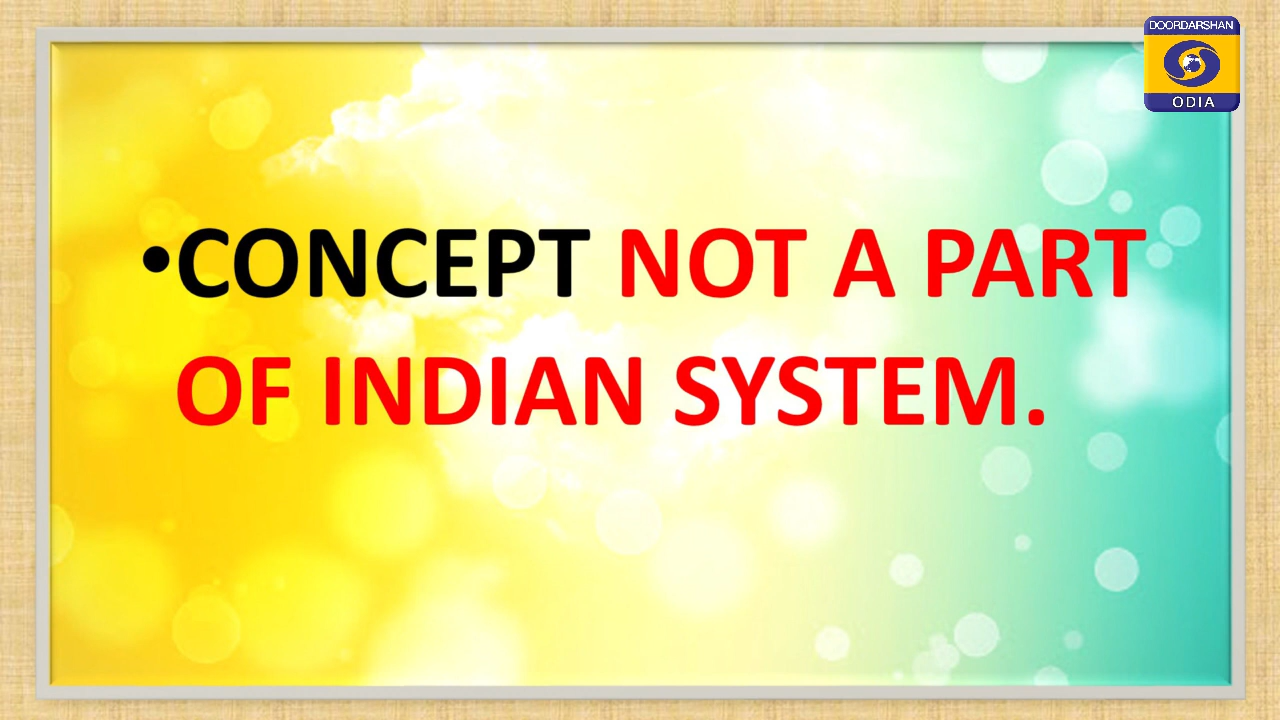 DOORDARSHAN
ODIA
•CONCEPT NOT A PART
OF INDIAN SYSTEM.